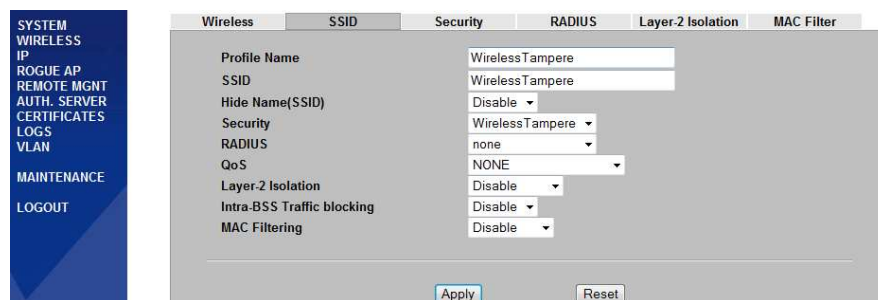 SYSTEM
WIRELESS
IP
ROGUE AP
REMOTE MGNT
AUTH. SERVER
CERTIFICATES
LOGS
VLAN
MAINTENANCE
LOGOUT
Wireless SSID Security RADIUS Layer-2 Isolation MAC Filter
Profile Name WirelessTampere
SSID WirelessTampere
Hide Name(SSID) Disable
Security WirelessTampere
RADIUS none
QoS NONE
Layer-2 Isolation Disable
Intra-BSS Traffic blocking Disable
MAC Filtering Disable
Apply Reset